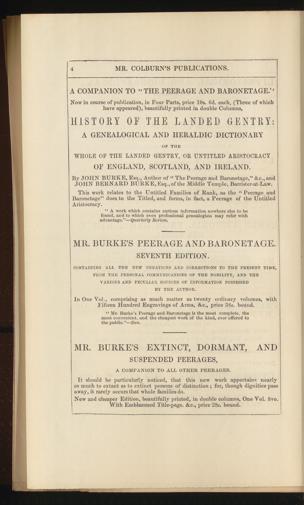 4 MR. COLBURN'S PUBLICATIONS.
A COMPANION TO "THE PEERAGE AND BARONETAGE."
Now in course of publication, in Four Parts, price 10s. 6d. each, (Three of which
have appeared), beautifully printed in double Columns,
HISTORY OF THE LANDED GENTRY:
A GENEALOGICAL AND HERALDIC DICTIONARY
OF THE
WHOLE OF THE LANDED GENTRY, OR UNTITLED ARISTOCRACY
OF ENGLAND, SCOTLAND, AND IRELAND.
By JOHN BURKE, Esq., Author of "The Peerage and Baronetage," &c., and
JOHN BERNARD BURKE, Esq., of the Middle Temple, Barrister-at-Law.
This work relates to the Untitled Families of Rank, as the "Peerage and
Baronetage" does to the Titled, and forms, in fact, a Peerage of the Untitled
Aristocracy.
"A work which contains curious information nowhere else to be
found, and to which even professional genealogists may refer with
advantage."—Quarterly Review.
MR. BURKE'S PEERAGE AND BARONETAGE.
SEVENTH EDITION.
CONTAINING ALL THE NEW CREATIONS AND CORRECTIONS TO THE PRESENT TIME,
FROM THE PERSONAL COMMUNICATIONS OF THE NOBILITY, AND THE
VARIOUS AND PECULIAR SOURCES OF INFORMATION POSSESSED
BY THE AUTHOR.
In One Vol., comprising as much matter as twenty ordinary volumes, with
Fifteen Hundred Engravings of Arms, &c., price 38s. bound.
"Mr. Burke's Peerage and Baronetage is the most complete, the
most convenient, and the cheapest work of the kind, ever offered to
the public."—Sun.
MR. BURKE'S EXTINCT, DORMANT, AND
SUSPENDED PEERAGES,
A COMPANION TO ALL OTHER PEERAGES.
It should be particularly noticed, that this new work appertains nearly
as much to extant as to extinct persons of distinction; for, though dignities pass
away, it rarely occurs that whole families do.
New and cheaper Edition, beautifully printed, in double columns, One Vol. 8vo.
With Emblazoned Title-page. &c., price 28s. bound.